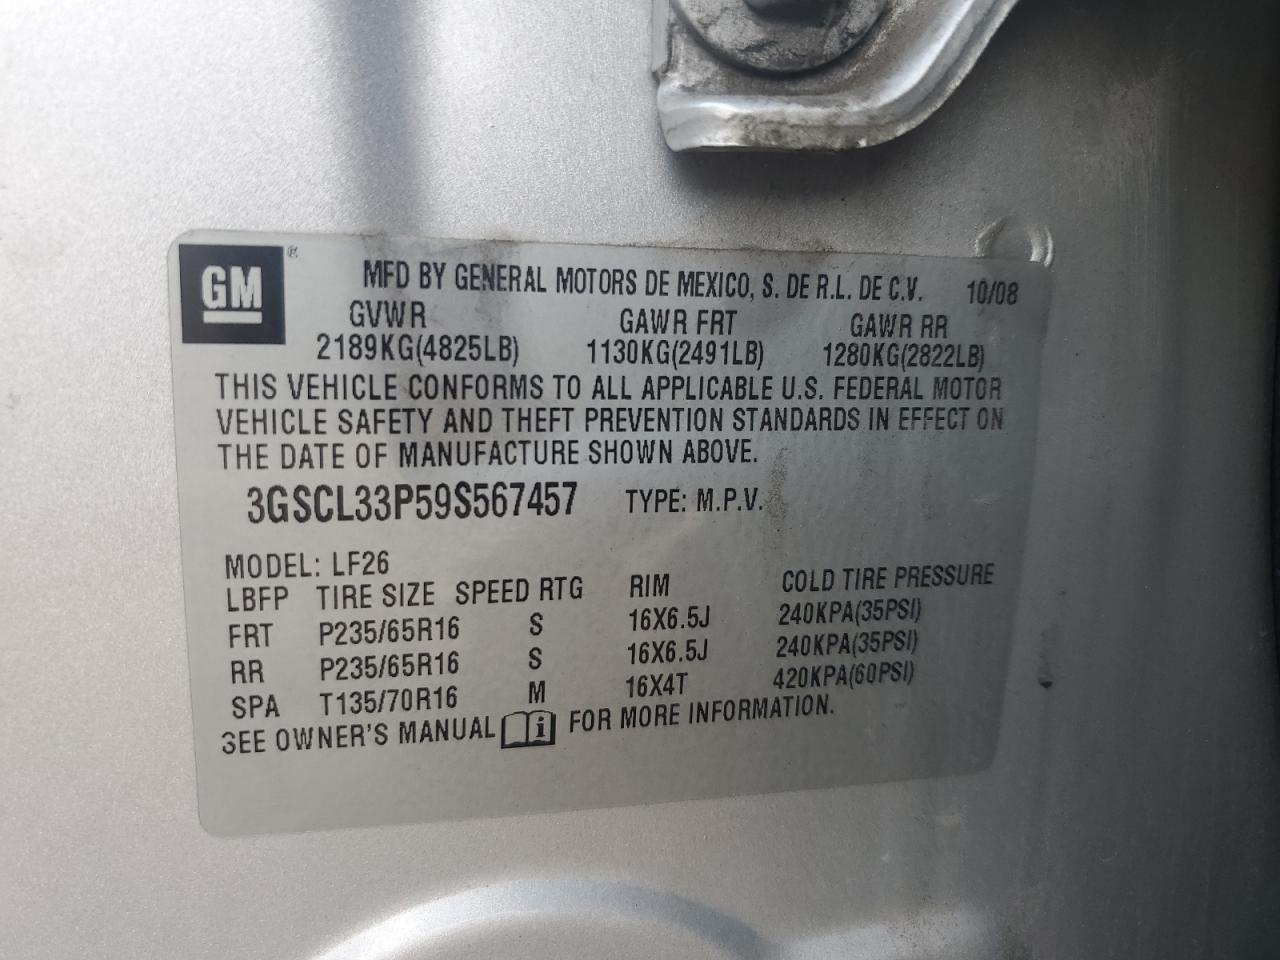 GM ®
MFD BY GENERAL MOTORS DE MEXICO, S. DE R.L. DE C.V. 10/08
GVWR GAWR FRT GAWR RR
2189KG(4825LB) 1130KG(2491LB) 1280KG(2822LB)
THIS VEHICLE CONFORMS TO ALL APPLICABLE U.S. FEDERAL MOTOR
VEHICLE SAFETY AND THEFT PREVENTION STANDARDS IN EFFECT ON
THE DATE OF MANUFACTURE SHOWN ABOVE.
3GSCL33P59S567457 TYPE: M.P.V.
MODEL: LF26
LBFP TIRE SIZE SPEED RTG RIM COLD TIRE PRESSURE
FRT P235/65R16 S 16X6.5J 240KPA(35PSI)
RR P235/65R16 S 16X6.5J 240KPA(35PSI)
SPA T135/70R16 M 16X4T 420KPA(60PSI)
SEE OWNER'S MANUAL i FOR MORE INFORMATION.